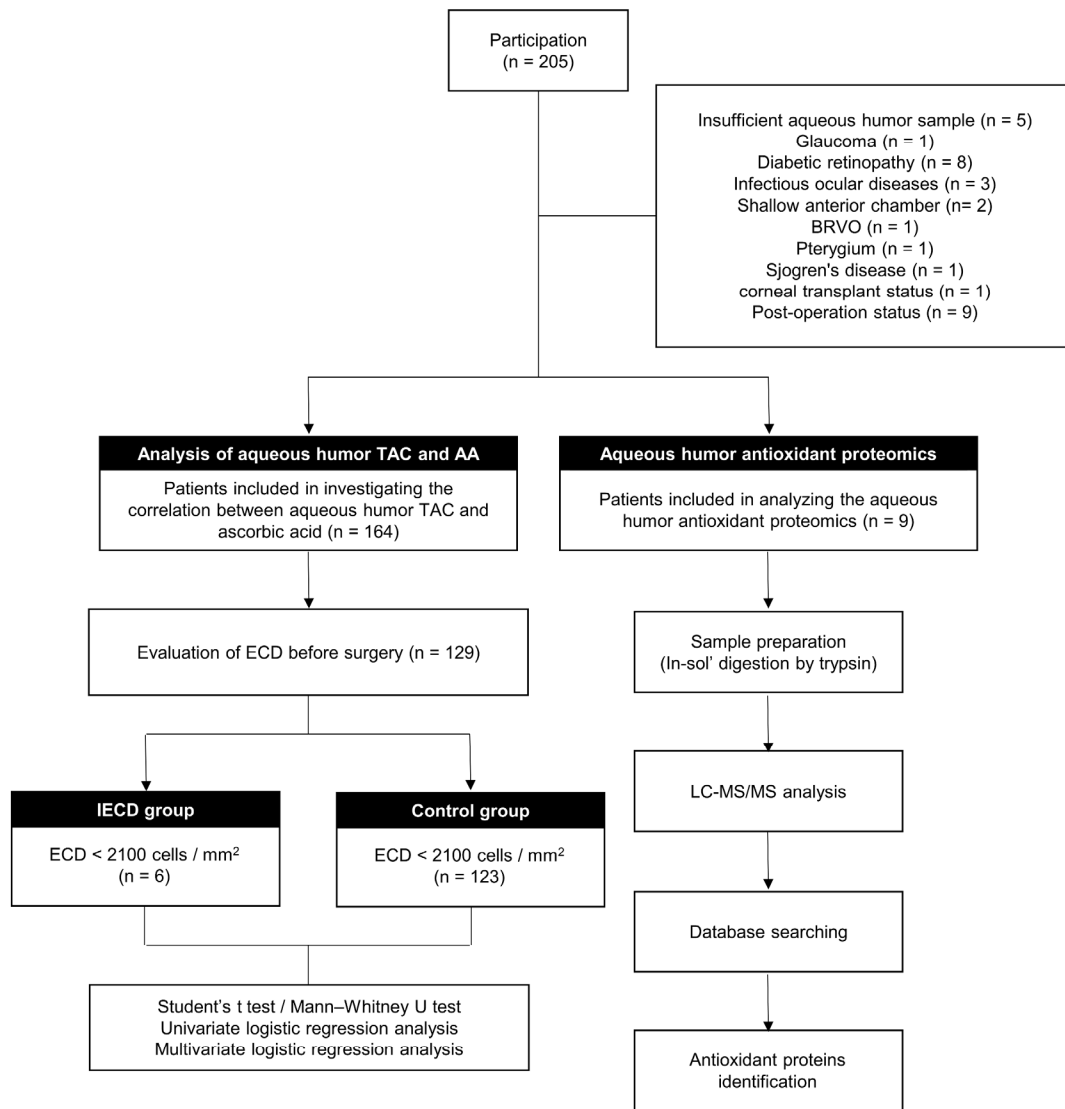 Participation
(n = 205)
Insufficient aqueous humor sample (n = 5)
Glaucoma (n = 1)
Diabetic retinopathy (n = 8)
Infectious ocular diseases (n = 3)
Shallow anterior chamber (n= 2)
BRVO (n = 1)
Pterygium (n = 1)
Sjogren's disease (n = 1)
corneal transplant status (n = 1)
Post-operation status (n = 9)
Analysis of aqueous humor TAC and AA
Patients included in investigating the
correlation between aqueous humor TAC and
ascorbic acid (n = 164)
Aqueous humor antioxidant proteomics
Patients included in analyzing the aqueous
humor antioxidant proteomics (n = 9)
Evaluation of ECD before surgery (n = 129)
Sample preparation
(In-sol’ digestion by trypsin)
IECD group
ECD < 2100 cells / mm²
(n = 6)
Control group
ECD < 2100 cells / mm²
(n = 123)
LC-MS/MS analysis
Database searching
Student’s t test / Mann–Whitney U test
Univariate logistic regression analysis
Multivariate logistic regression analysis
Antioxidant proteins
identification